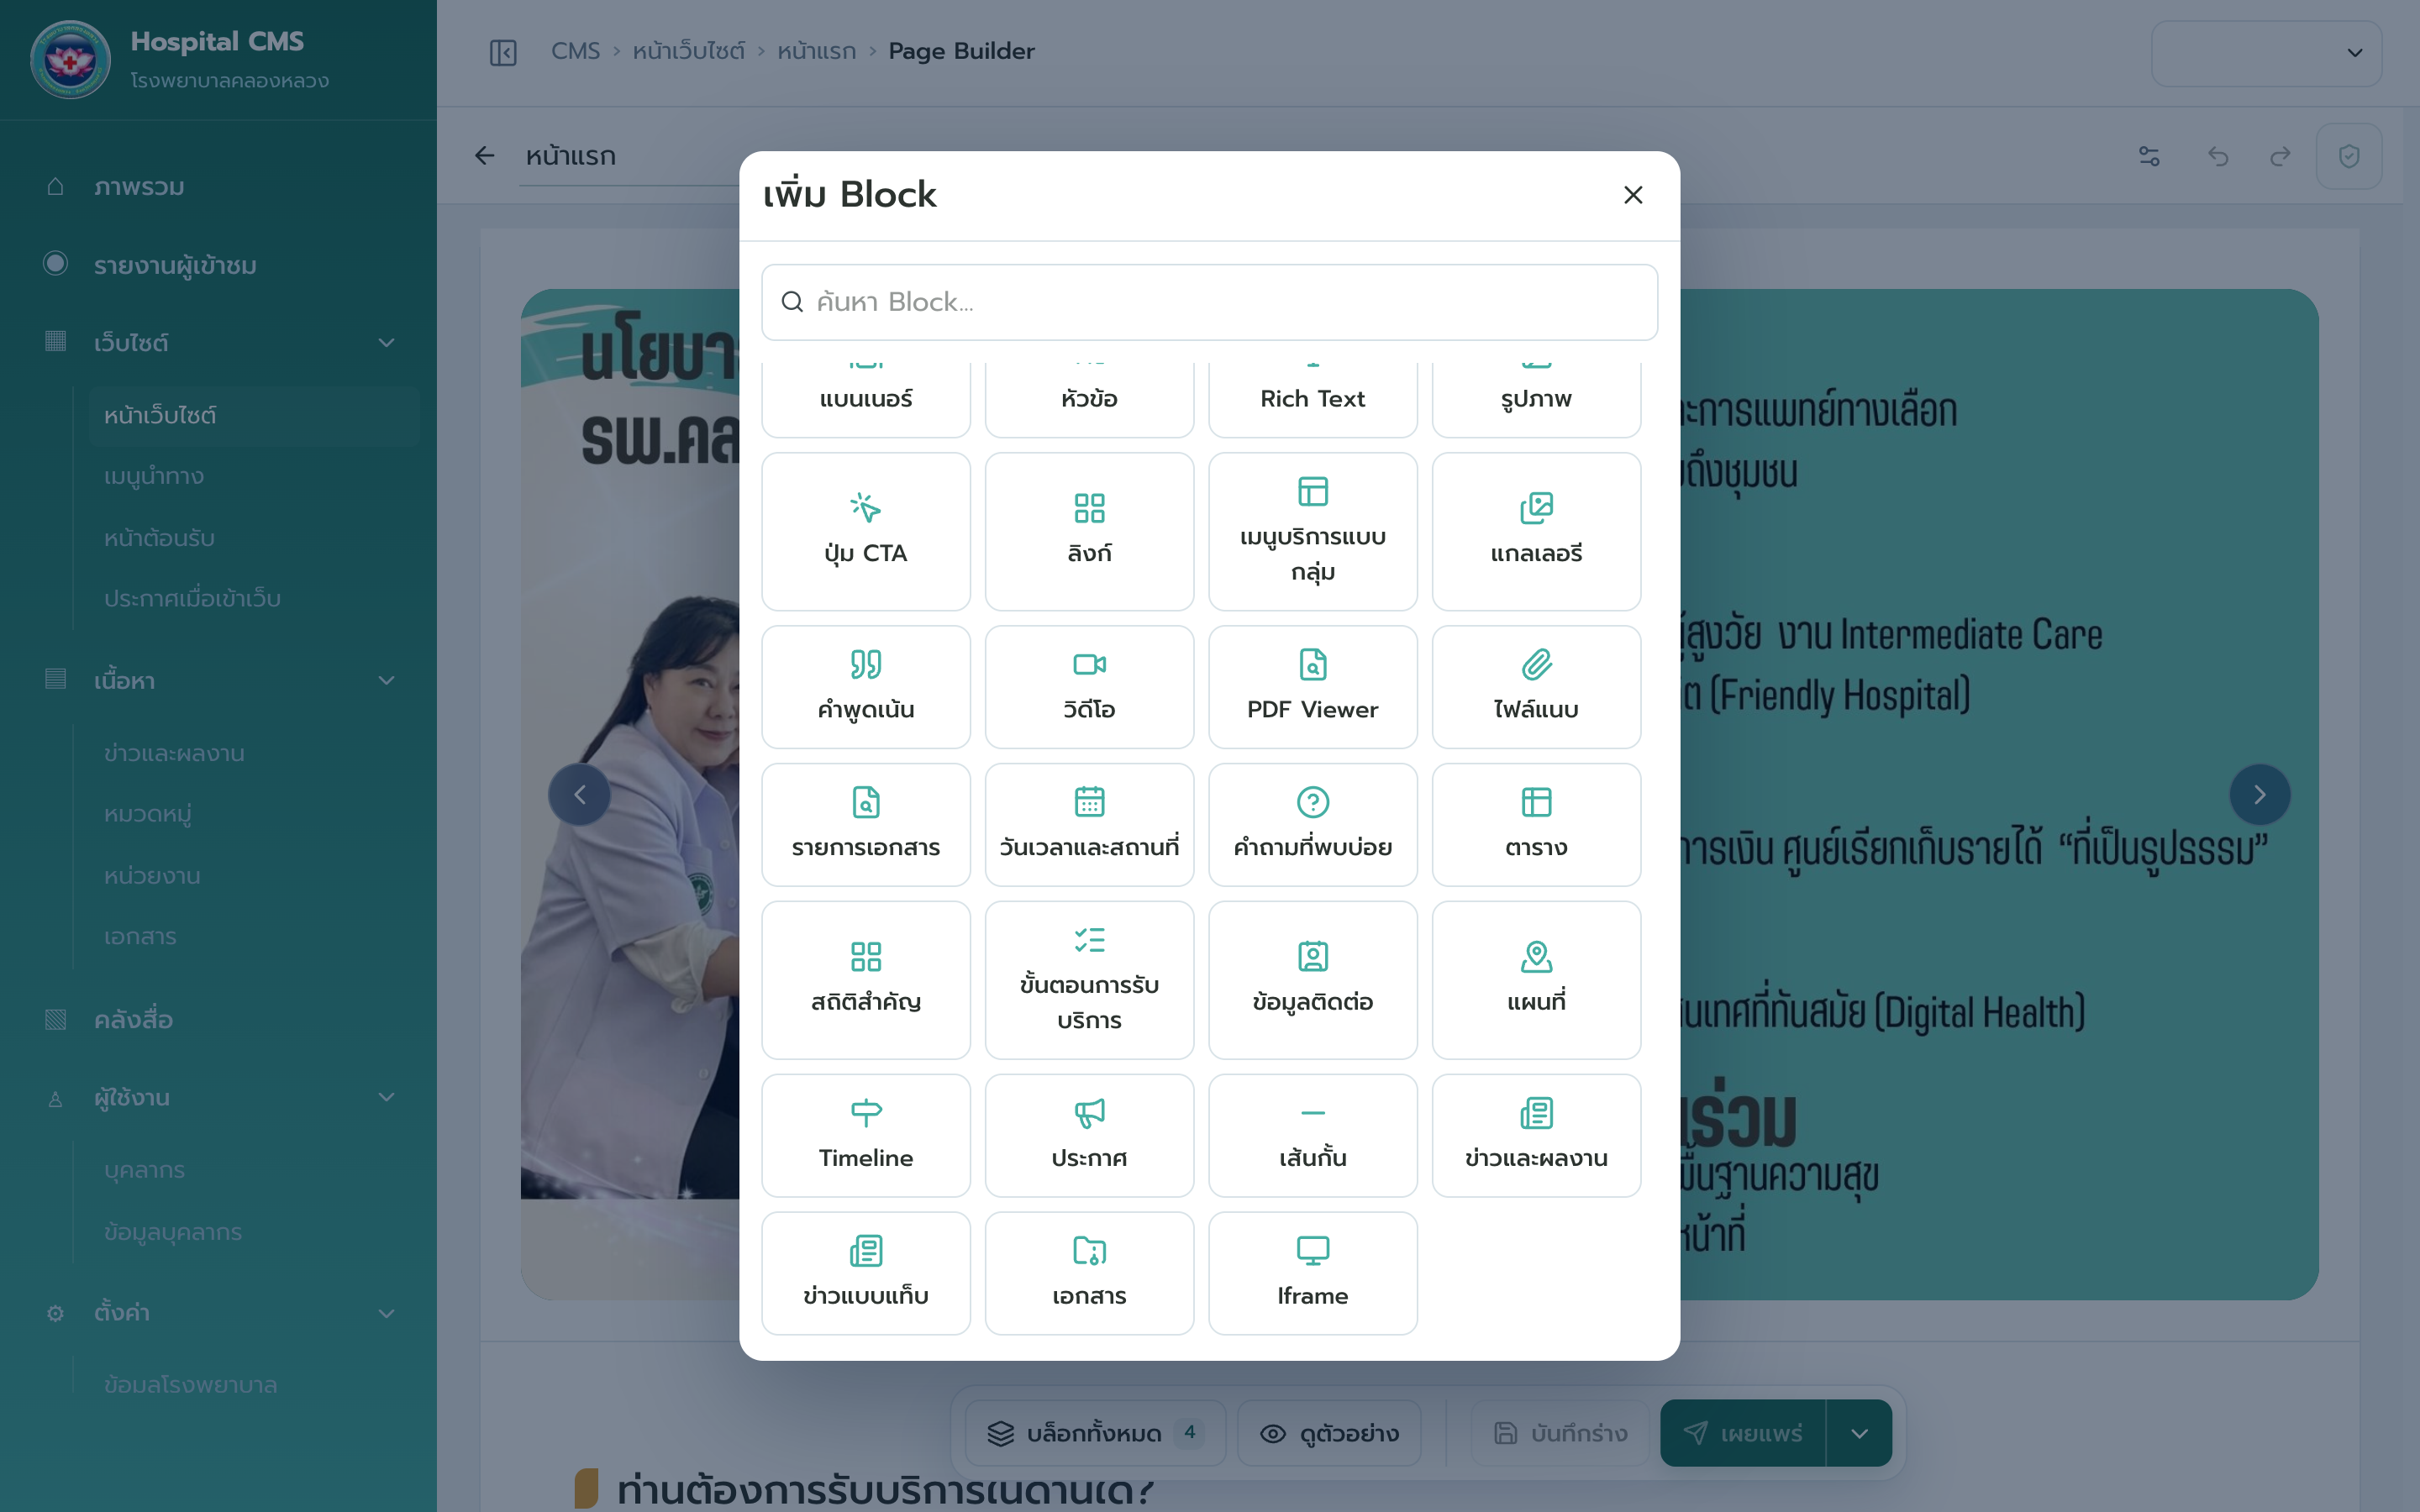 Hospital CMS
โรงพยาบาลคลองหลวง
ภาพรวม
รายงานผู้เข้าชม
เว็บไซต์
หน้าเว็บไซต์
เมนูนำทาง
หน้าต้อนรับ
ประกาศเมื่อเข้าเว็บ
เนื้อหา
ข่าวและผลงาน
หมวดหมู่
หน่วยงาน
เอกสาร
คลังสื่อ
ผู้ใช้งาน
บุคลากร
ข้อมูลบุคลากร
ตั้งค่า
ข้อมูลโรงพยาบาล
CMS › หน้าเว็บไซต์ › หน้าแรก › Page Builder
หน้าแรก
เพิ่ม Block
ค้นหา Block...
แบนเนอร์
หัวข้อ
Rich Text
รูปภาพ
ปุ่ม CTA
ลิงก์
เมนูบริการแบบ
กลุ่ม
แกลเลอรี
คำพูดเน้น
วิดีโอ
PDF Viewer
ไฟล์แนบ
รายการเอกสาร
วันเวลาและสถานที่
คำถามที่พบบ่อย
ตาราง
สถิติสำคัญ
ขั้นตอนการรับ
บริการ
ข้อมูลติดต่อ
แผนที่
Timeline
ประกาศ
เส้นกั้น
ข่าวและผลงาน
ข่าวแบบแท็บ
เอกสาร
Iframe
นโยบา
รพ.คล
ะการแพทย์ทางเลือก
ถึงชุมชน
ผู้สูงวัย งาน Intermediate Care
(Friendly Hospital)
การเงิน ศูนย์เรียกเก็บรายได้ “ที่เป็นรูปธรรม”
นเทศที่ทันสมัย (Digital Health)
ร่วม
พื้นฐานความสุข
หน้าที่
บล็อกทั้งหมด 4
ดูตัวอย่าง
บันทึกร่าง
เผยแพร่
ท่านต้องการรับบริการในด้านใด?